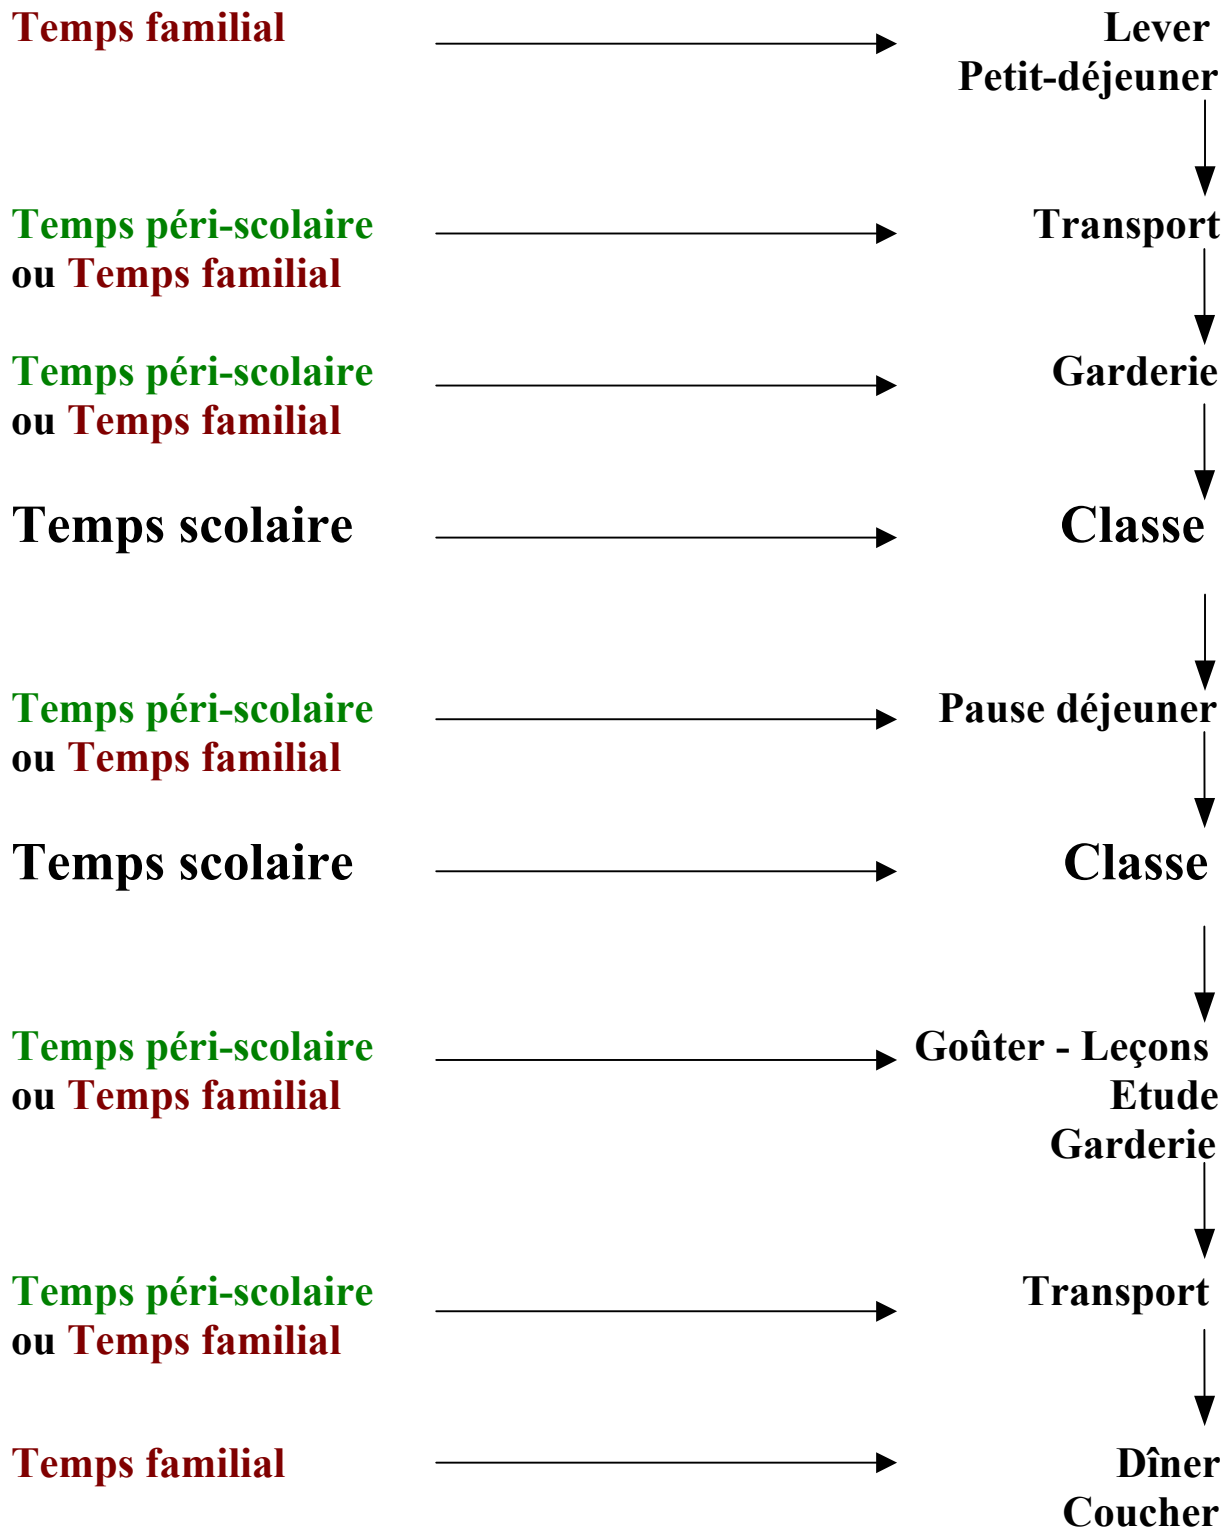 Temps familial Lever
Petit-déjeuner
Temps péri-scolaire Transport
ou Temps familial
Temps péri-scolaire Garderie
ou Temps familial
Temps scolaire Classe
Temps péri-scolaire Pause déjeuner
ou Temps familial
Temps scolaire Classe
Temps péri-scolaire Goûter - Leçons
ou Temps familial Etude
Garderie
Temps péri-scolaire Transport
ou Temps familial
Temps familial Dîner
Coucher